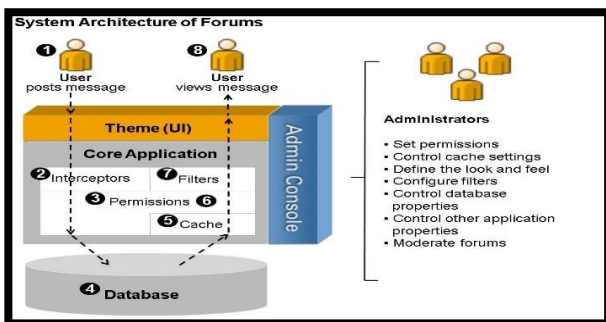 System Architecture of Forums
1
8
User
posts message
User
views message
Theme (UI)
Core Application
2 Interceptors
7 Filters
3 Permissions 6
5 Cache
4 Database
Admin Console
Administrators
• Set permissions
• Control cache settings
• Define the look and feel
• Configure filters
• Control database
properties
• Control other application
properties
• Moderate forums